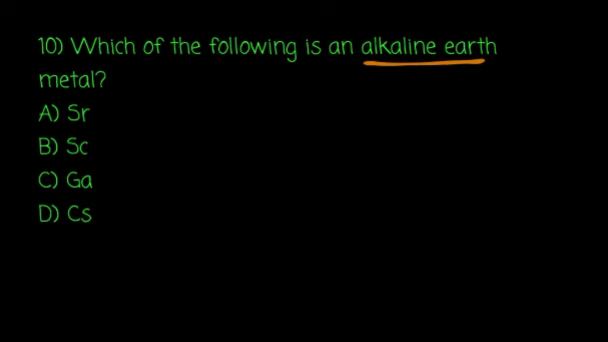 10) Which of the following is an alkaline earth
metal?
A) Sr
B) Sc
C) Ga
D) Cs